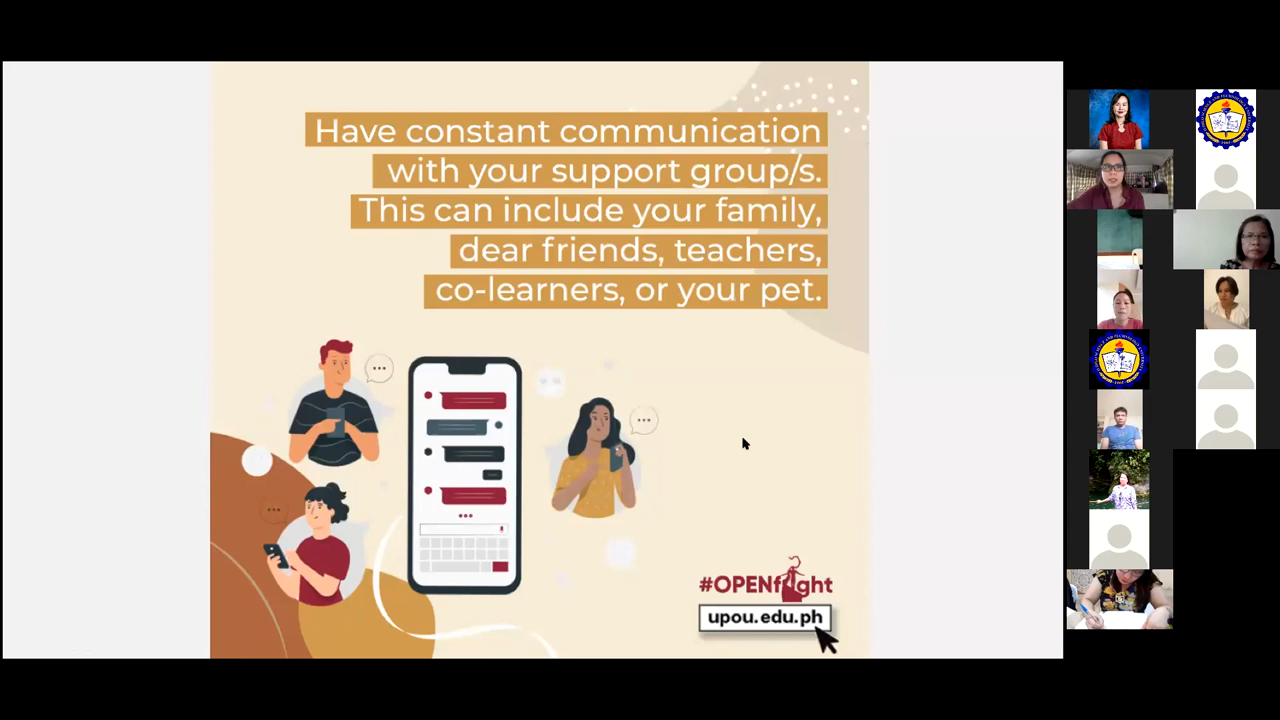 Have constant communication
with your support group/s.
This can include your family,
dear friends, teachers,
co-learners, or your pet.
#OPENfight
upou.edu.ph